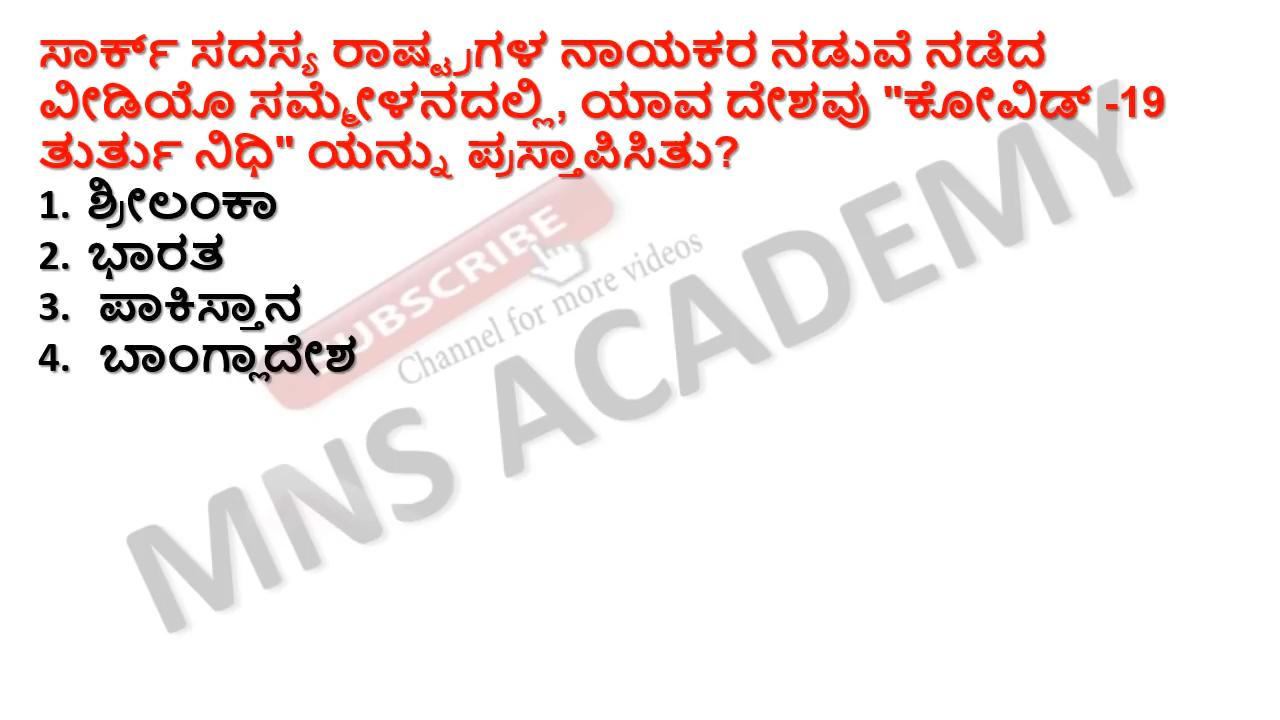 ಸಾರ್ಕ್ ಸದಸ್ಯ ರಾಷ್ಟ್ರಗಳ ನಾಯಕರ ನಡುವೆ ನಡೆದ
ವೀಡಿಯೊ ಸಮ್ಮೇಳನದಲ್ಲಿ, ಯಾವ ದೇಶವು "ಕೋವಿಡ್ -19
ತುರ್ತು ನಿಧಿ" ಯನ್ನು ಪ್ರಸ್ತಾಪಿಸಿತು?
1. ಶ್ರೀಲಂಕಾ
2. ಭಾರತ
3. ಪಾಕಿಸ್ತಾನ
4. ಬಾಂಗ್ಲಾದೇಶ
SUBSCRIBE
Channel for more videos
MNS ACADEMY